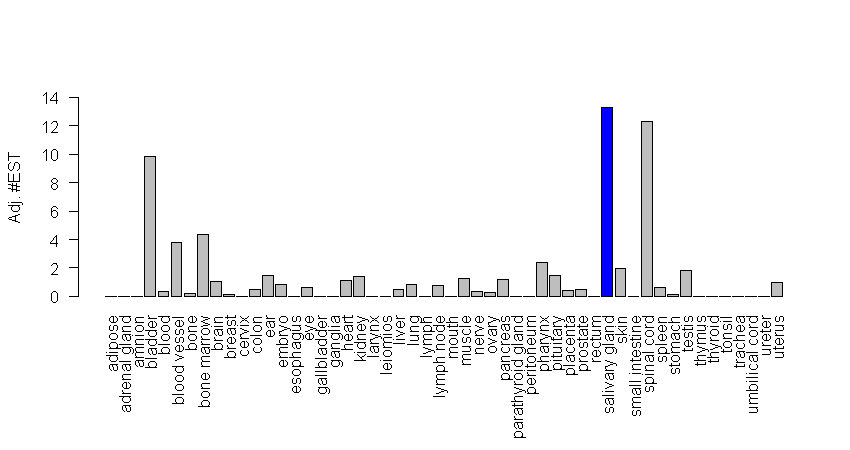 Adj. #EST
14
12
10
8
6
4
2
0
adipose
adrenal gland
amnion
bladder
blood
blood vessel
bone
bone marrow
brain
breast
cervix
colon
ear
embryo
esophagus
eye
gallbladder
ganglia
heart
kidney
larynx
leiomios
liver
lung
lymph
lymph node
mouth
muscle
nerve
ovary
pancreas
parathyroid gland
peritoneum
pharynx
pituitary
placenta
prostate
rectum
salivary gland
skin
small intestine
spinal cord
spleen
stomach
testis
thymus
thyroid
tonsil
trachea
umbilical cord
ureter
uterus